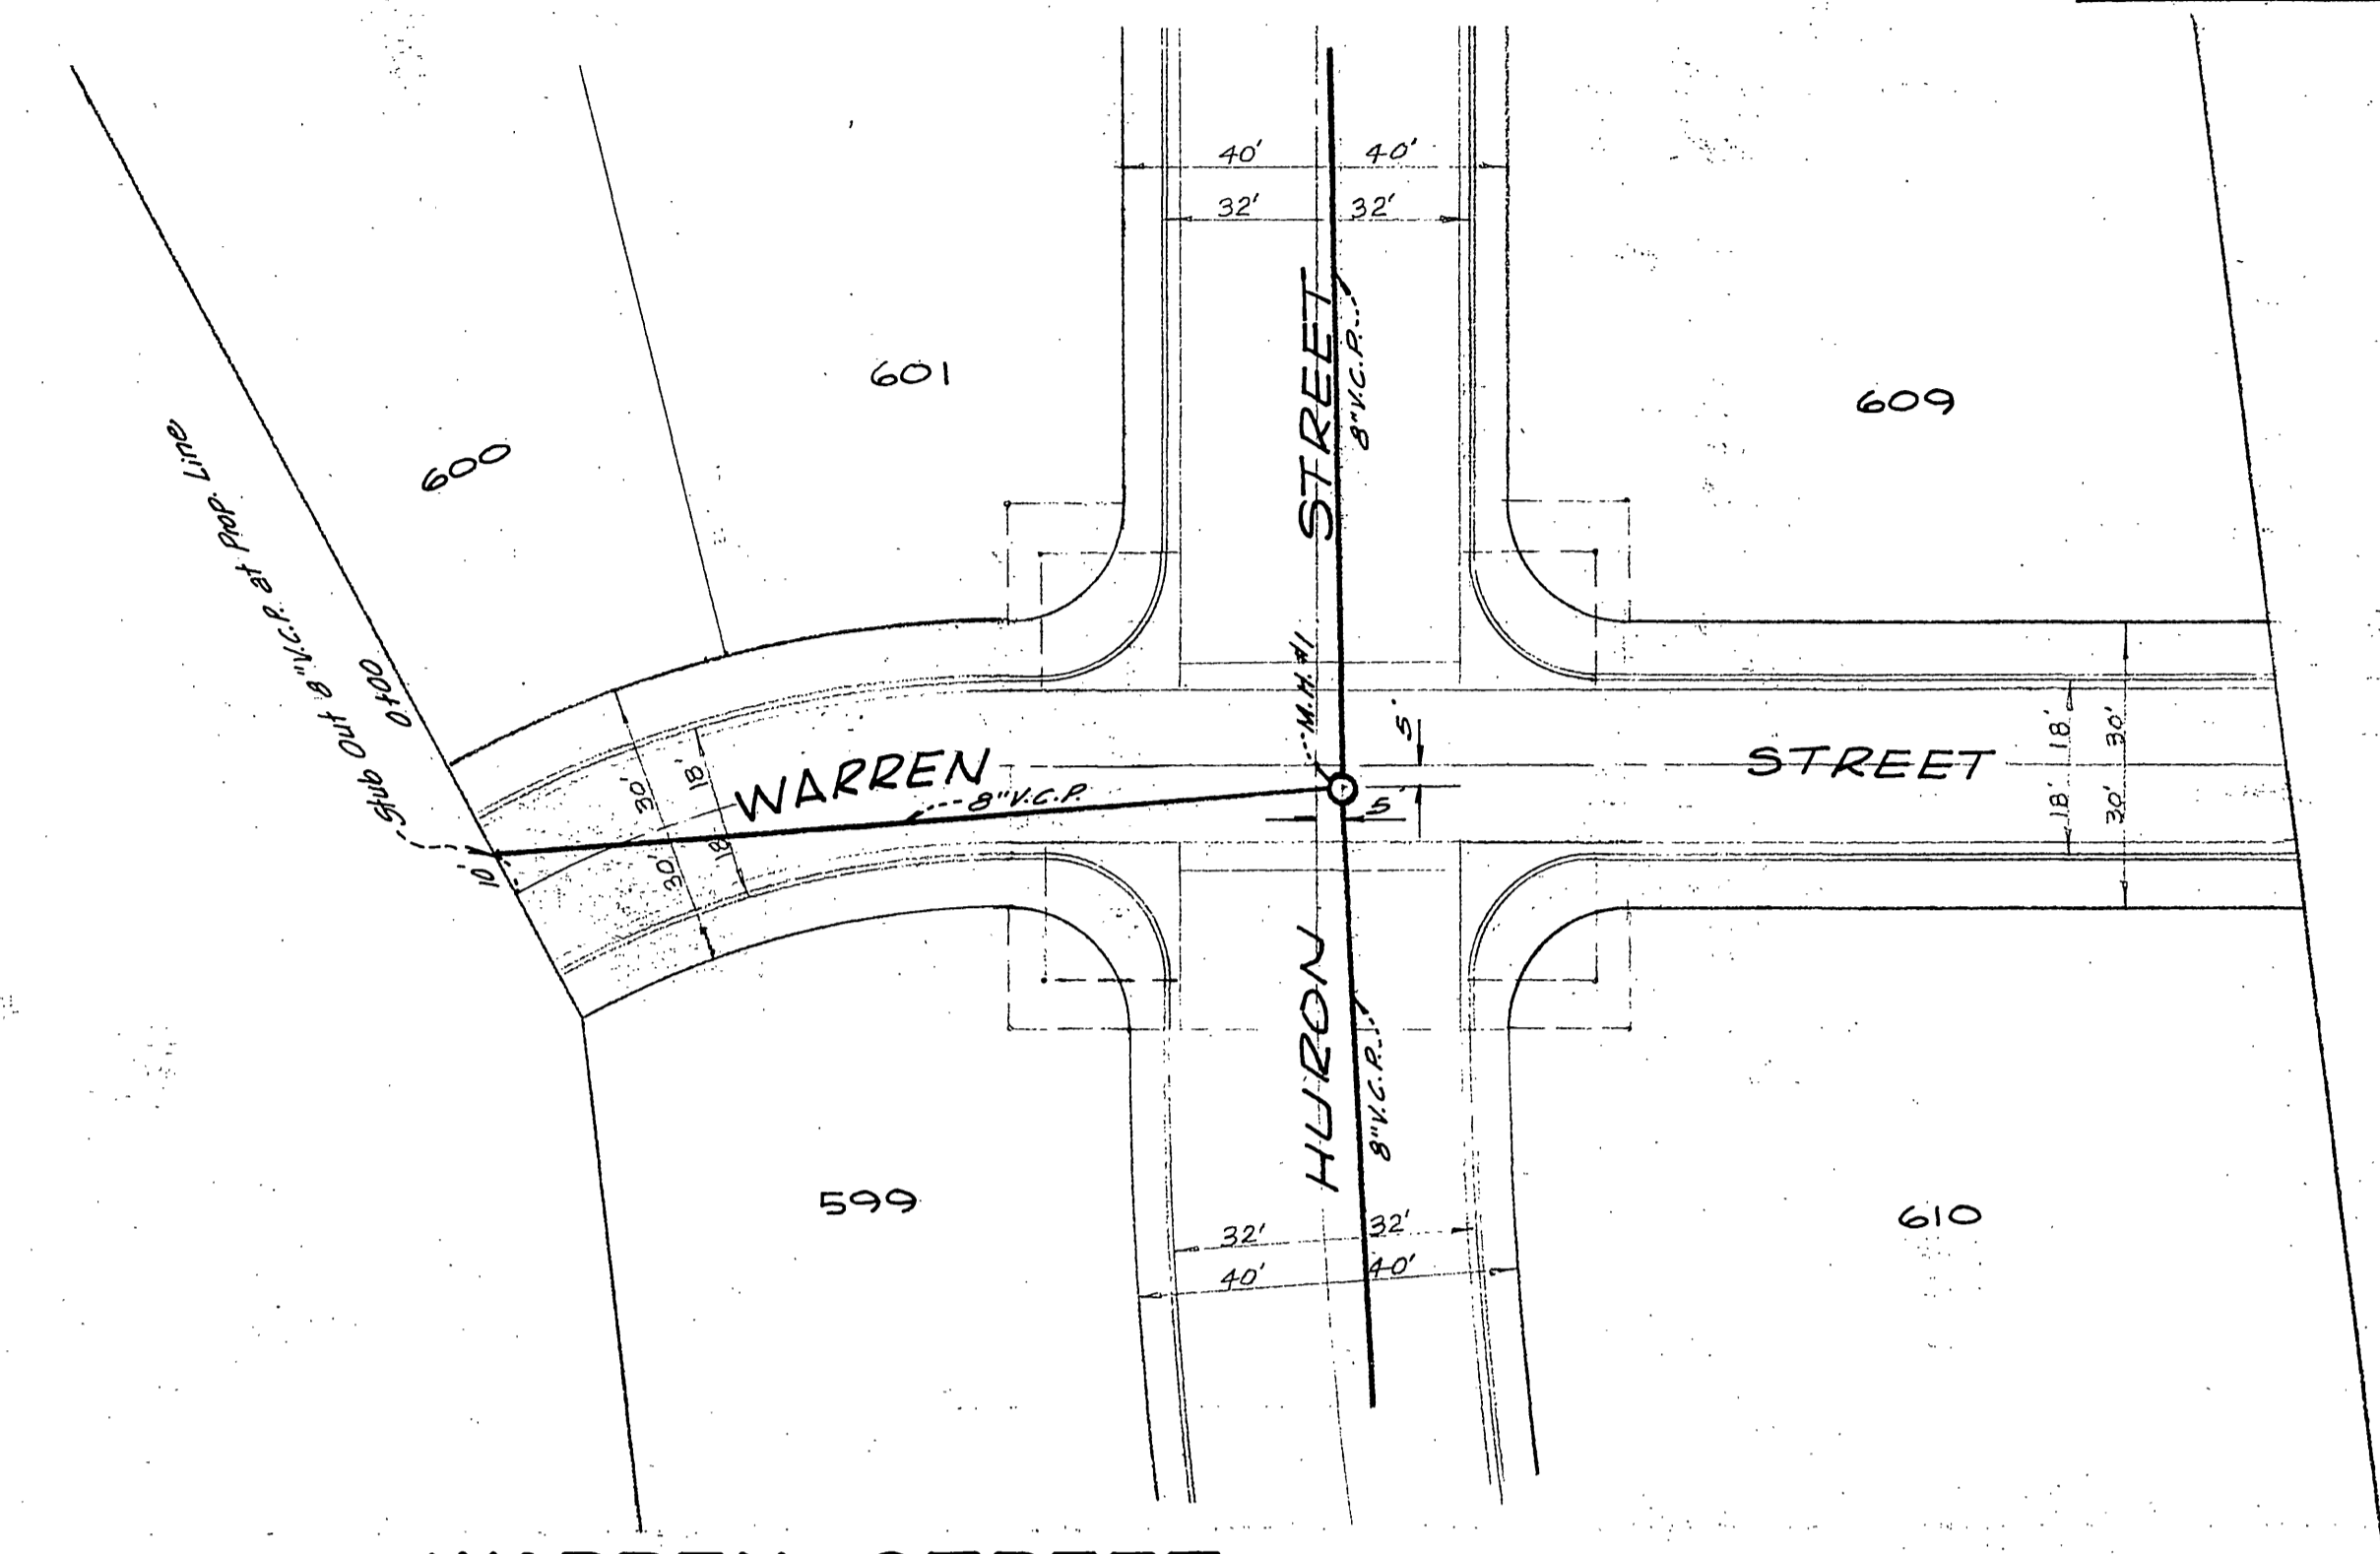 40' 40'
32' 32'
601
609
600
STREET
8"V.C.P.
Stub Out 8"V.C.P. at Prop. Line
0+00
M.H.#1
5'
WARREN
8"V.C.P.
STREET
18' 18'
30' 30'
30' 18'
30' 18'
10'
5'
HURON
8"V.C.P.
599
610
32' 32'
40' 40'